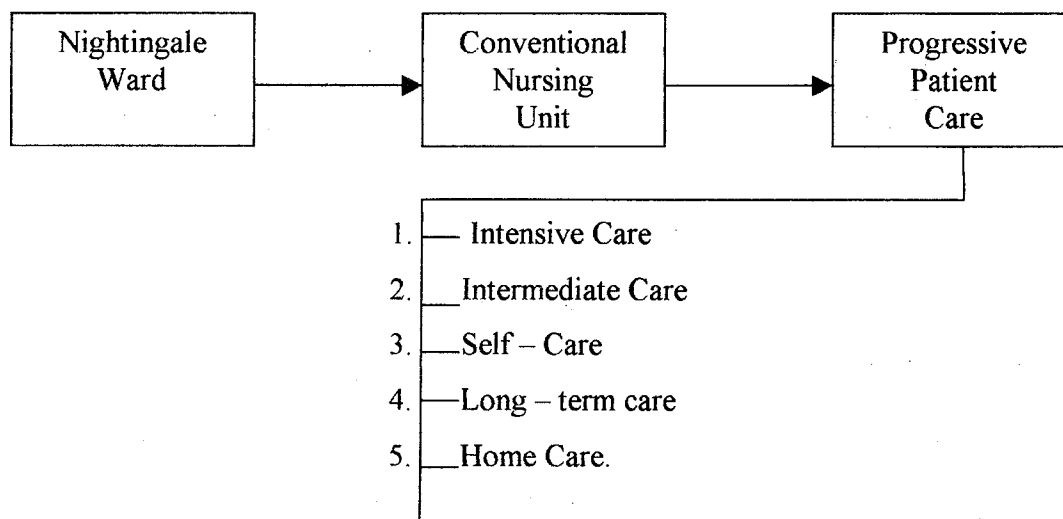 Nightingale
Ward
Conventional
Nursing
Unit
Progressive
Patient
Care
1. Intensive Care
2. Intermediate Care
3. Self – Care
4. Long – term care
5. Home Care.